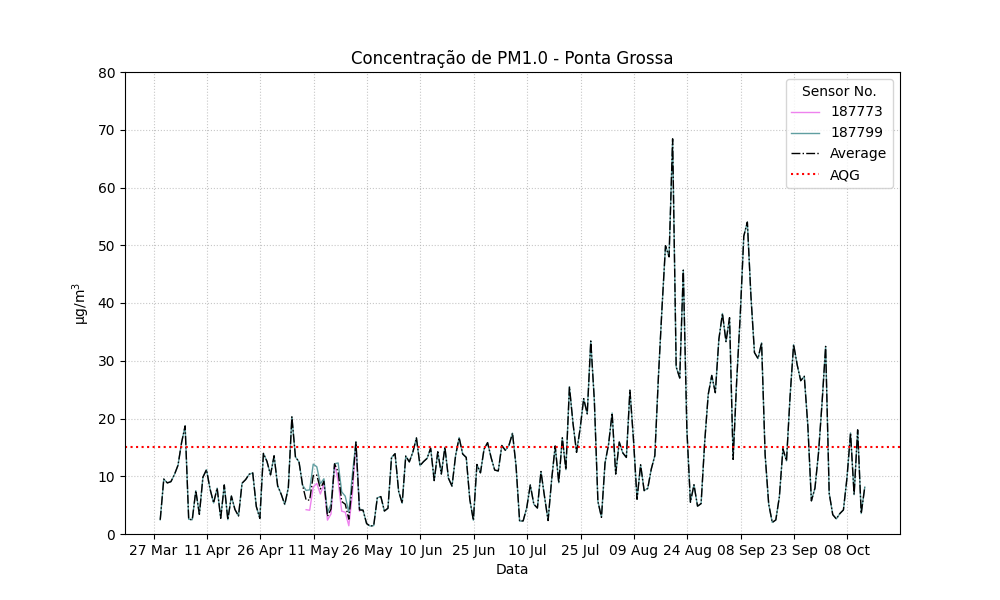 Concentração de PM1.0 - Ponta Grossa
80
70
60
50
40
30
20
10
0
µg/m³
Sensor No.
187773
187799
Average
AQG
27 Mar 11 Apr 26 Apr 11 May 26 May 10 Jun 25 Jun 10 Jul 25 Jul 09 Aug 24 Aug 08 Sep 23 Sep 08 Oct
Data